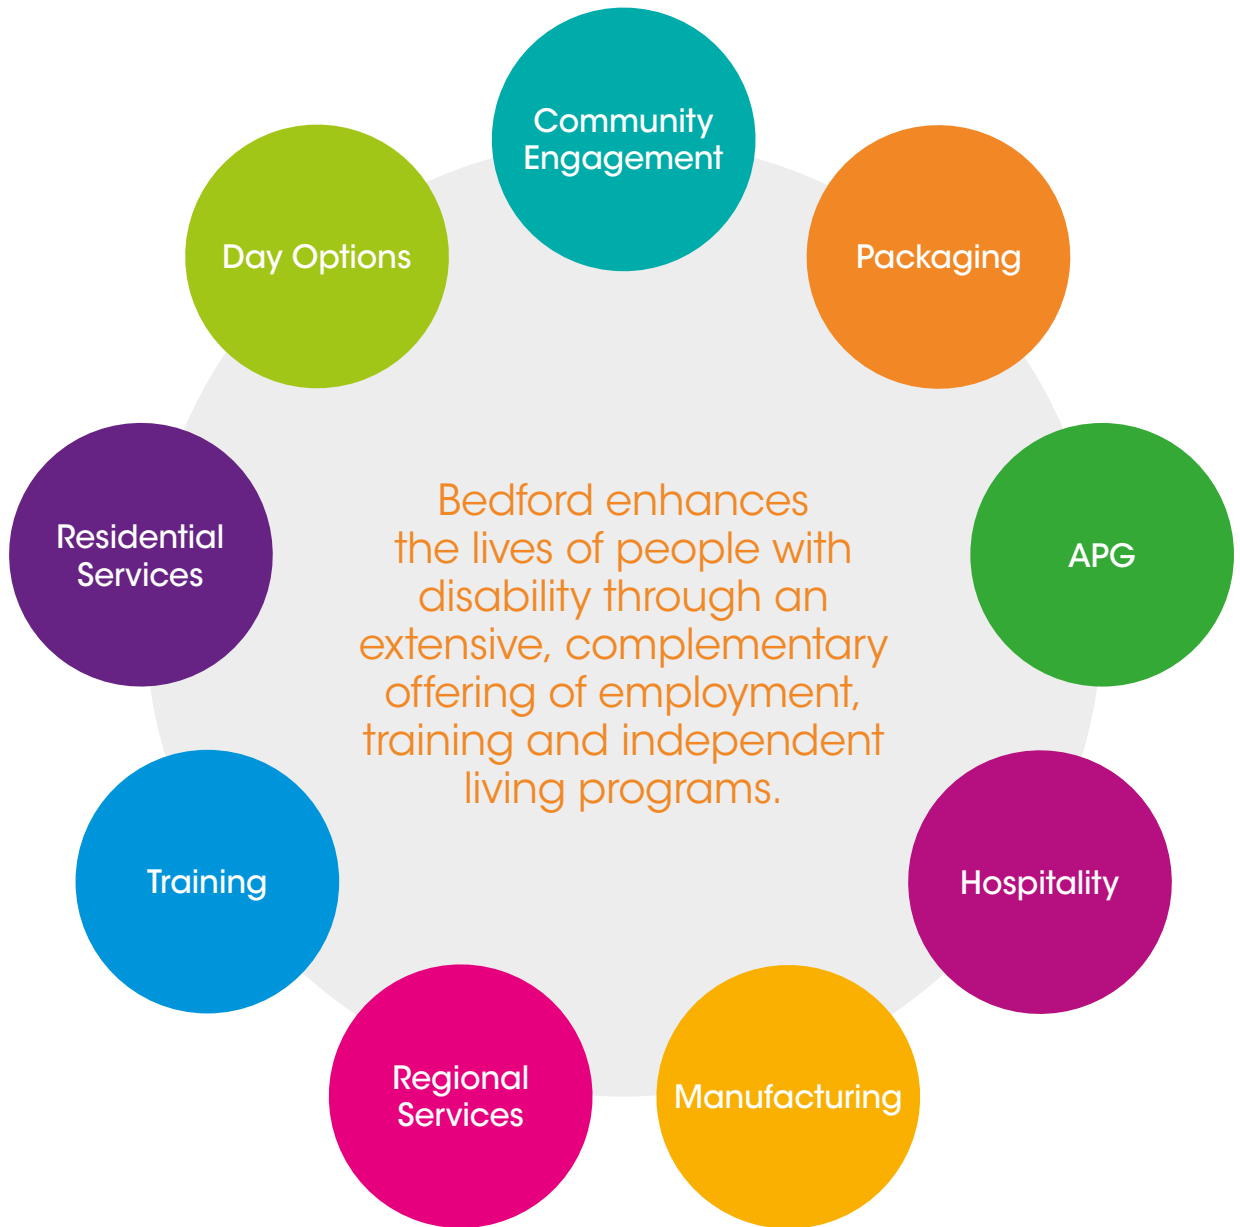 Community
Engagement
Day Options
Packaging
Residential
Services
Bedford enhances
the lives of people with
disability through an
extensive, complementary
offering of employment,
training and independent
living programs.
APG
Training
Hospitality
Regional
Services
Manufacturing